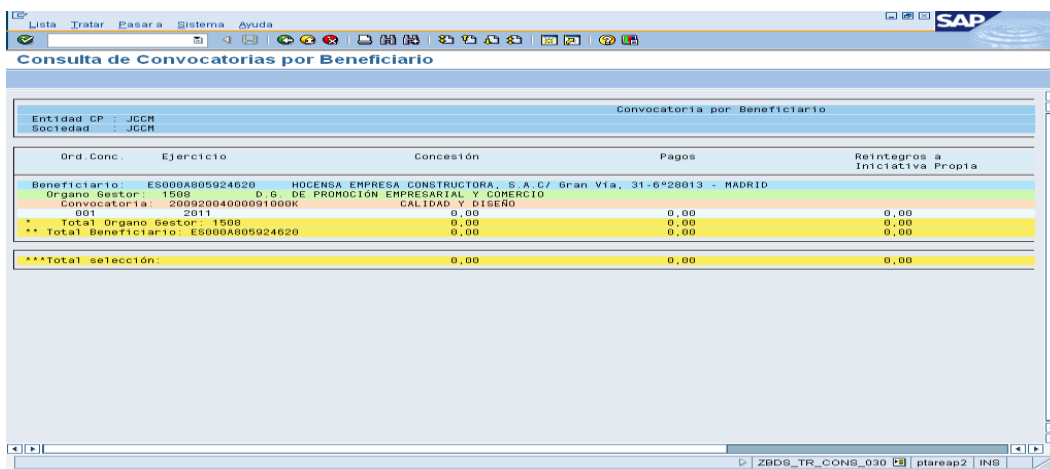 Lista Tratar Pasar a Sistema Ayuda
SAP
Consulta de Convocatorias por Beneficiario
Convocatoria por Beneficiario
Entidad CP : JCCM
Sociedad : JCCM
Ord.Conc. Ejercicio Concesión Pagos Reintegros a
Iniciativa Propia
Beneficiario: ES000A805924620 HOCENSA EMPRESA CONSTRUCTORA, S.A.C/ Gran Vía, 31-6º28013 - MADRID
Organo Gestor: 1508 D.G. DE PROMOCIÓN EMPRESARIAL Y COMERCIO
Convocatoria: 20092004000091000K CALIDAD Y DISEÑO
001 2011 0,00 0,00 0,00
* Total Organo Gestor: 1508 0,00 0,00 0,00
** Total Beneficiario: ES000A805924620 0,00 0,00 0,00
***Total selección: 0,00 0,00 0,00
ZBDS_TR_CONS_030 ptareap2 INS